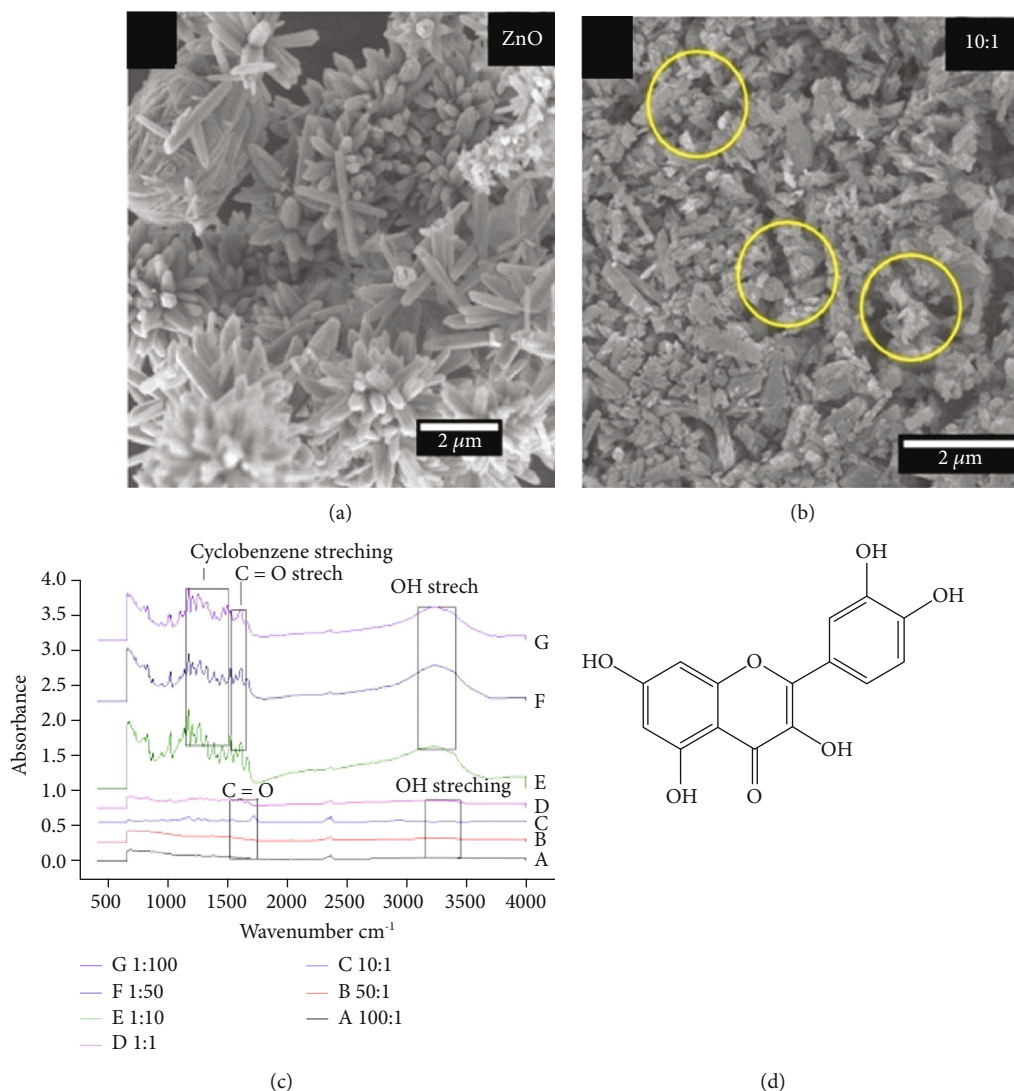 ZnO
2 μm
(a)
10:1
2 μm
(b)
Cyclobenzene streching
C = O strech
OH strech
4.0
3.5
3.0
2.5
2.0
1.5
1.0
0.5
0.0
Absorbance
G
F
E
D
C
B
A
C = O
OH streching
500 1000 1500 2000 2500 3000 3500 4000
Wavenumber cm⁻¹
G 1:100
F 1:50
E 1:10
D 1:1
C 10:1
B 50:1
A 100:1
(c)
OH
HO
OH
O
OH
OH
O
(d)